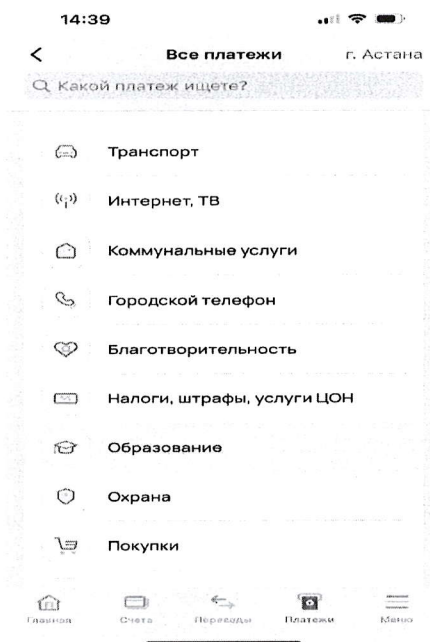 14:39
Все платежи г. Астана
Какой платеж ищете?
Транспорт
Интернет, ТВ
Коммунальные услуги
Городской телефон
Благотворительность
Налоги, штрафы, услуги ЦОН
Образование
Охрана
Покупки
Главная Счета Переводы Платежи Меню